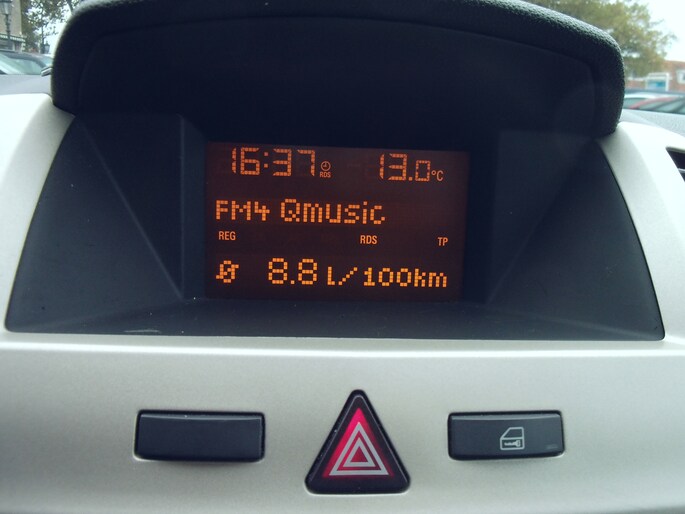 16:37 RDS 13.0°C
FM4 Qmusic
REG RDS TP
Ø 8.8 l/100km